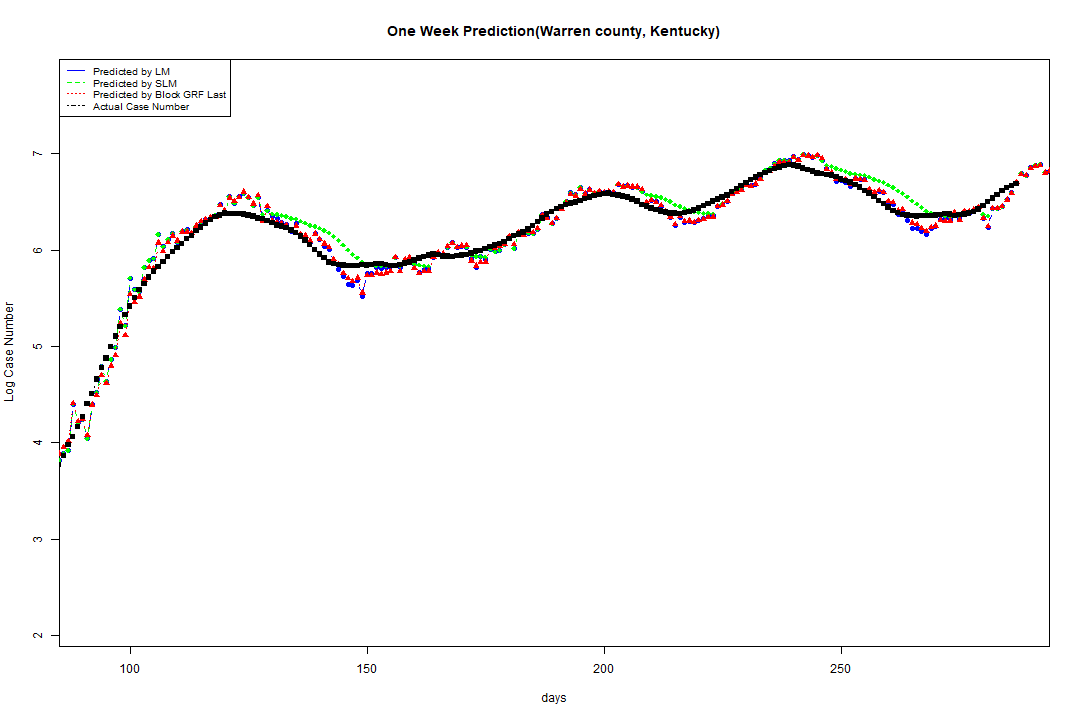 One Week Prediction(Warren county, Kentucky)
Predicted by LM
Predicted by SLM
Predicted by Block GRF Last
Actual Case Number
7
6
5
4
3
2
Log Case Number
100 150 200 250
days